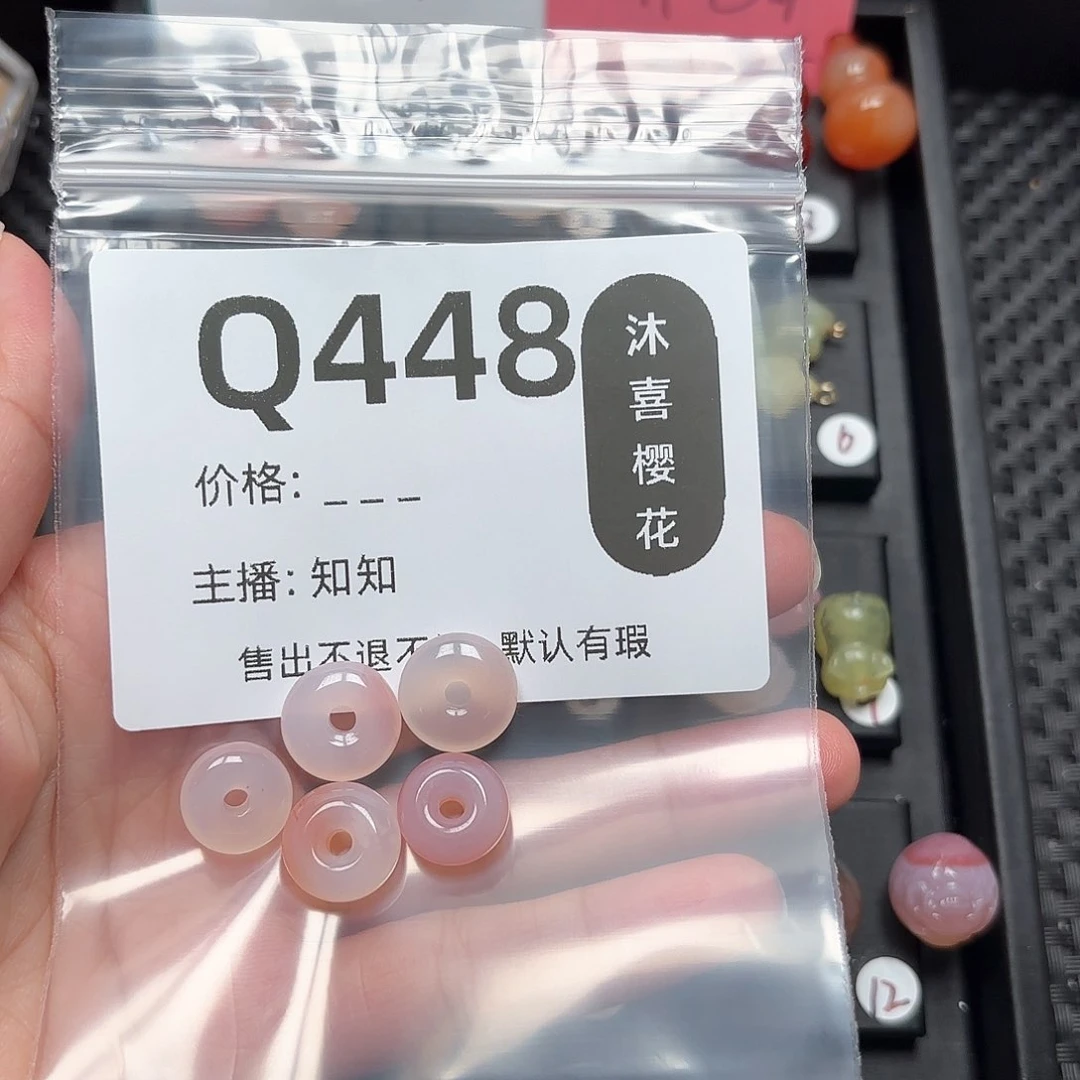 Q448
沐喜樱花
价格: _ _ _
主播: 知知
售出不退不 默认有瑕
6
12